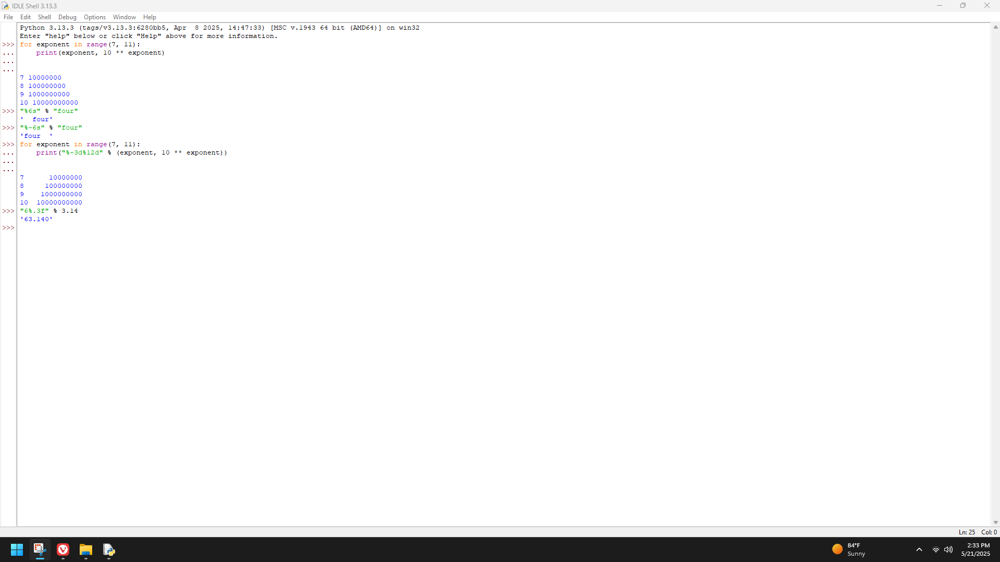 IDLE Shell 3.13.3
File Edit Shell Debug Options Window Help
Python 3.13.3 (tags/v3.13.3:6280bb5, Apr  8 2025, 14:47:33) [MSC v.1943 64 bit (AMD64)] on win32
Enter "help" below or click "Help" above for more information.
>>> for exponent in range(7, 11):
...     print(exponent, 10 ** exponent)
...
...
7 10000000
8 100000000
9 1000000000
10 10000000000
>>> "%6s" % "four"
'  four'
>>> "%-6s" % "four"
'four  '
>>> for exponent in range(7, 11):
...     print("%-3d%12d" % (exponent, 10 ** exponent))
...
...
7      10000000
8     100000000
9    1000000000
10  10000000000
>>> "6%.3f" % 3.14
'63.140'
>>>
Ln: 25 Col: 0
84°F
Sunny
2:33 PM
5/21/2025